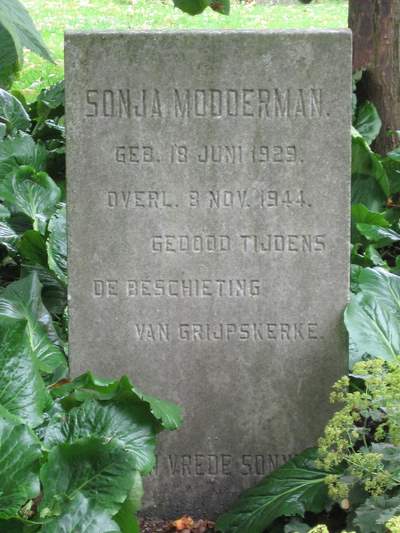 SONJA MODDERMAN.
GEB. 18 JUNI 1929.
OVERL. 8 NOV. 1944.
GEDOOD TIJDENS
DE BESCHIETING
VAN GRIJPSKERKE.
VREDE